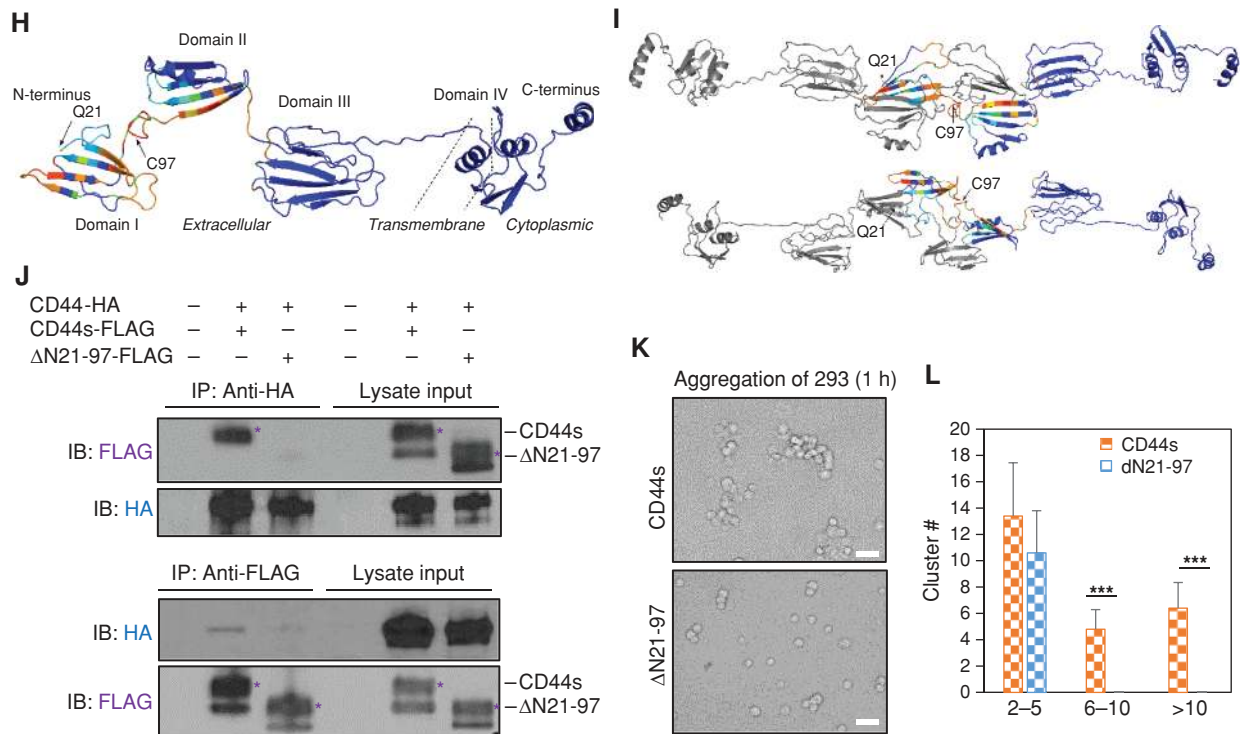 H
Domain II
N-terminus
Q21
Domain III
Domain IV
C-terminus
C97
Domain I
Extracellular
Transmembrane
Cytoplasmic
I
Q21
C97
C97
Q21
J
CD44-HA – + + – + +
CD44s-FLAG – + – – + –
ΔN21-97-FLAG – – + – – +
IP: Anti-HA Lysate input
IB: FLAG * * * –CD44s –ΔN21-97
IB: HA
IP: Anti-FLAG Lysate input
IB: HA
IB: FLAG * * * * –CD44s –ΔN21-97
K
Aggregation of 293 (1 h)
CD44s
ΔN21-97
L
Cluster #
20
18
16
14
12
10
8
6
4
2
0
CD44s
dN21-97
***
***
2–5 6–10 >10